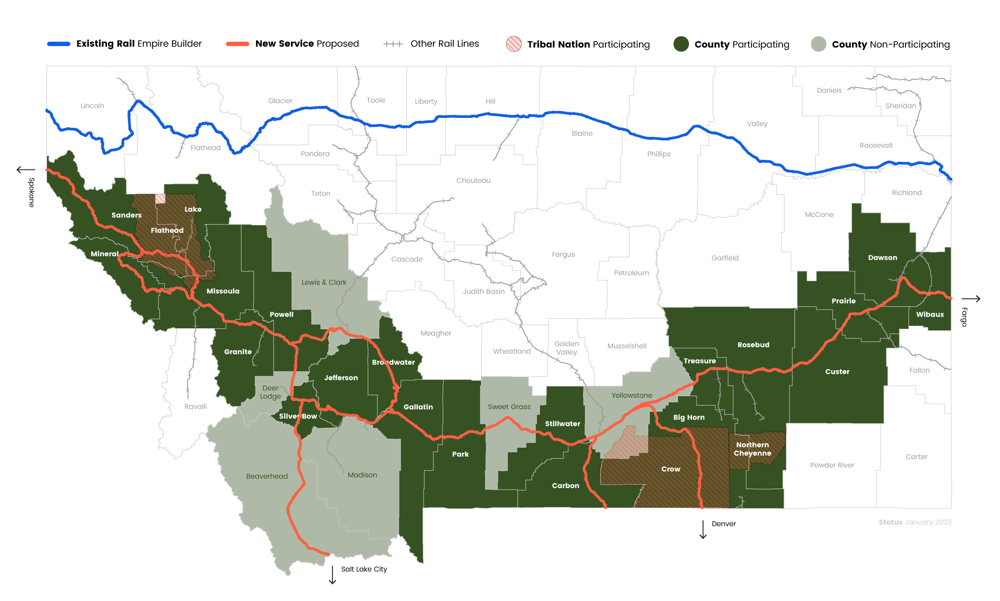 Existing Rail Empire Builder
New Service Proposed
Other Rail Lines
Tribal Nation Participating
County Participating
County Non-Participating
Daniels
Lincoln
Glacier
Toole
Liberty
Hill
Sheridan
Valley
Blaine
Flathead
Pondera
Phillips
Roosevelt
Spokane
Chouteau
Teton
Richland
Lake
Sanders
McCone
Flathead
Mineral
Cascade
Fergus
Garfield
Dawson
Petroleum
Lewis & Clark
Missoula
Judith Basin
Prairie
Powell
Wibaux
Fargo
Meagher
Golden
Valley
Musselshell
Rosebud
Granite
Wheatland
Broadwater
Treasure
Jefferson
Custer
Fallon
Deer
Lodge
Yellowstone
Ravalli
Gallatin
Sweet Grass
Silver Bow
Big Horn
Stillwater
Northern
Cheyenne
Park
Carter
Powder River
Crow
Beaverhead
Madison
Carbon
Status January 2023
Denver
Salt Lake City